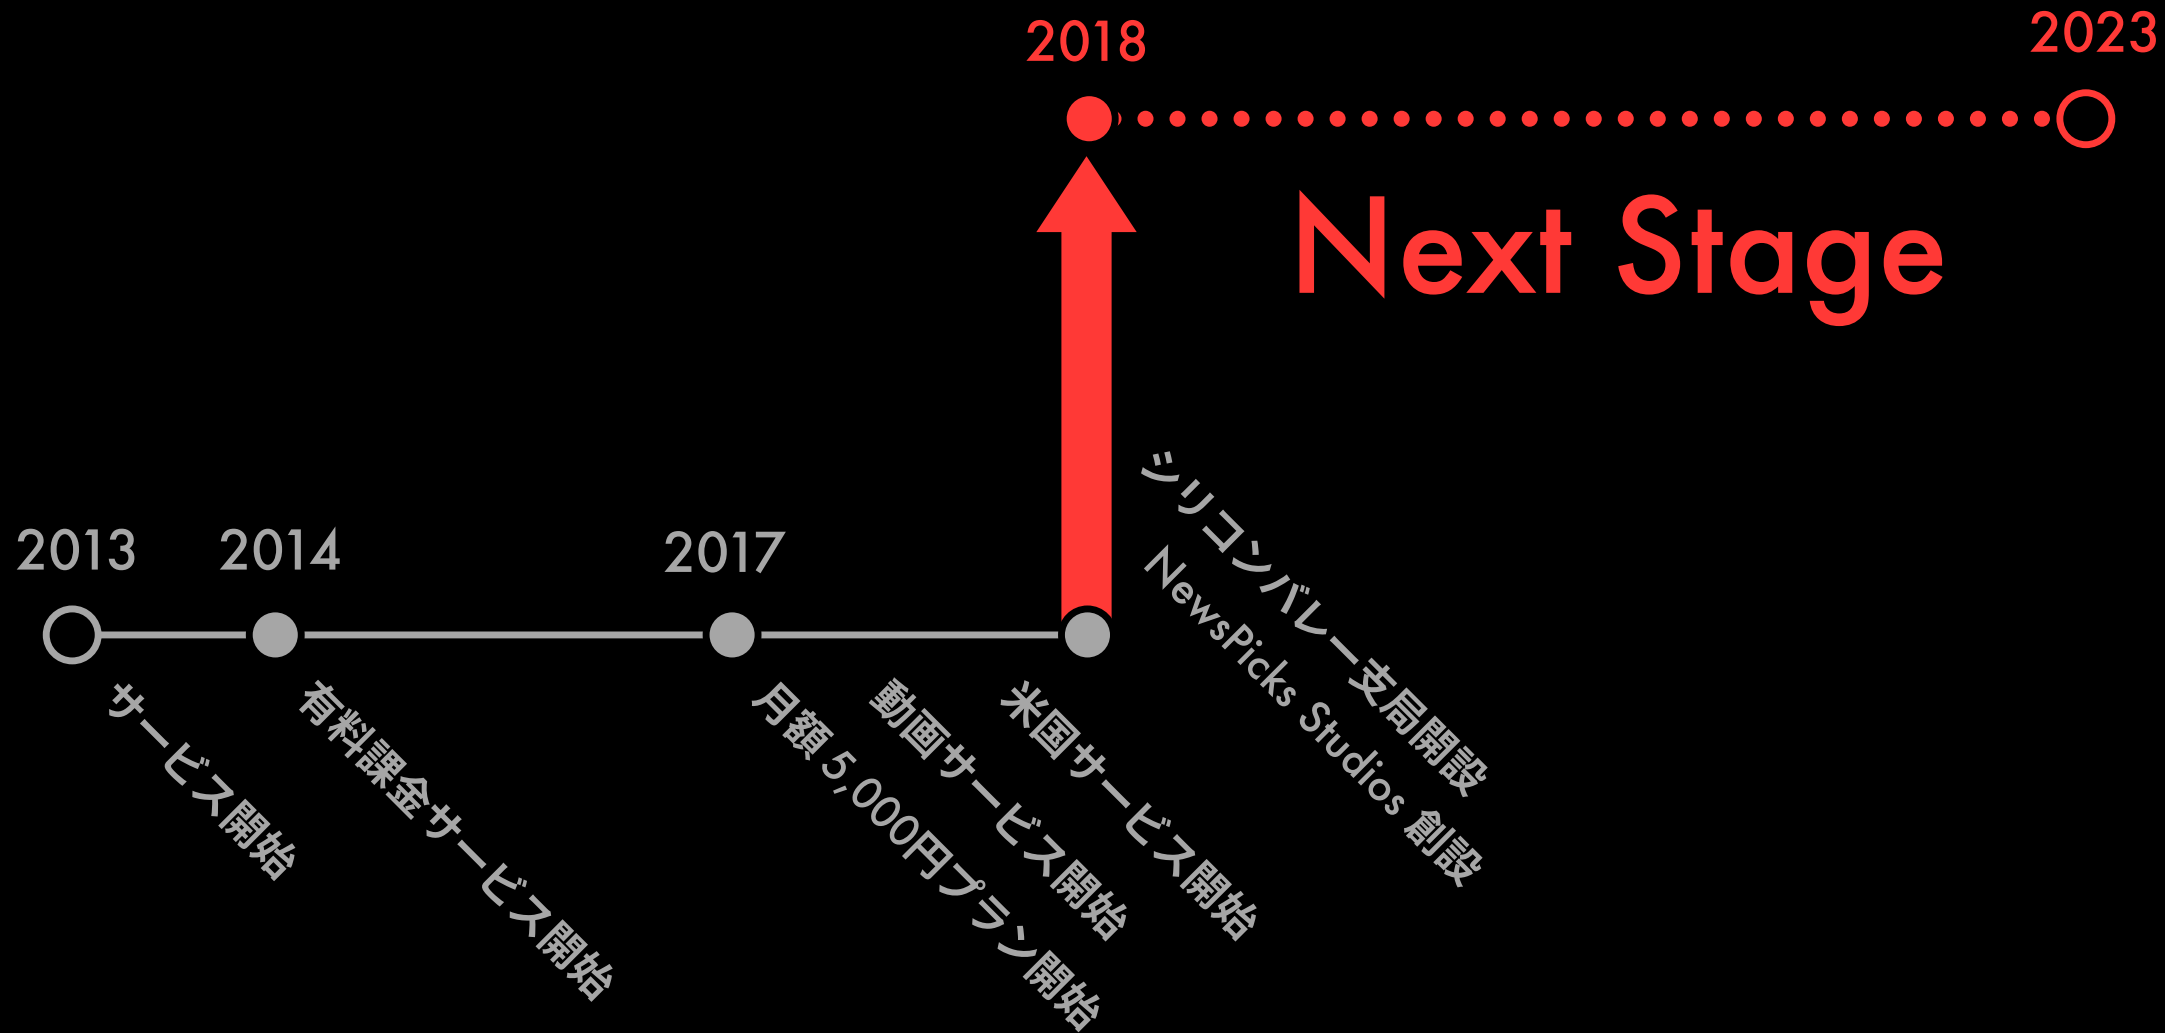 2018
2023
Next Stage
2013
2014
2017
サービス開始
有料課金サービス開始
月額 5,000円プラン開始
動画サービス開始
米国サービス開始
シリコンバレー支局開設
NewsPicks Studios 創設